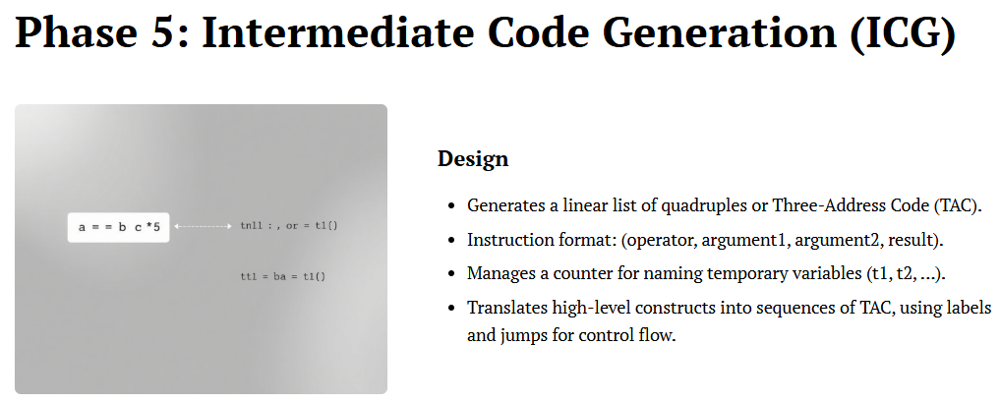 Phase 5: Intermediate Code Generation (ICG)
a = = b c *5
tnll : , or = t1()
tt1 = ba = t1()
Design
• Generates a linear list of quadruples or Three-Address Code (TAC).
• Instruction format: (operator, argument1, argument2, result).
• Manages a counter for naming temporary variables (t1, t2, ...).
• Translates high-level constructs into sequences of TAC, using labels
and jumps for control flow.